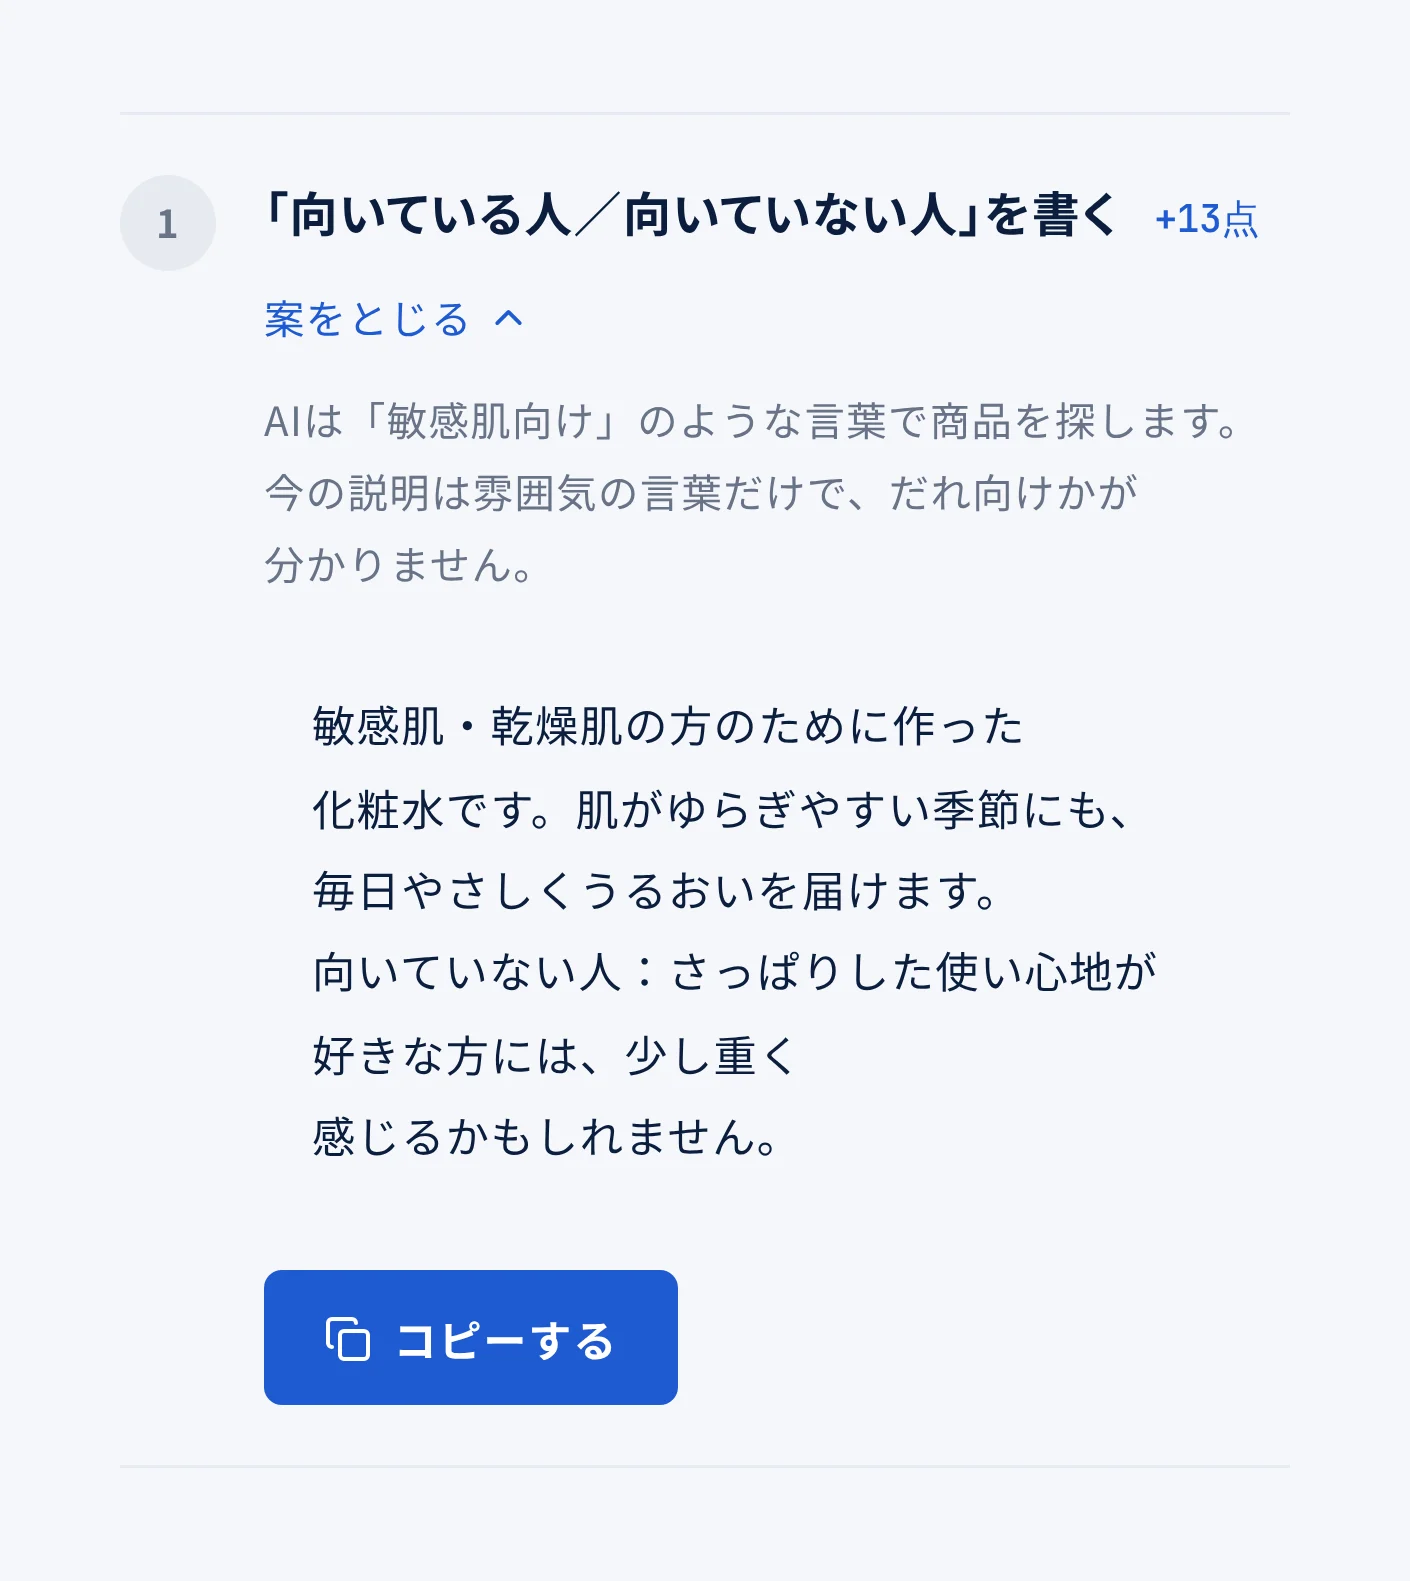 1
「向いている人／向いていない人」を書く +13点
案をとじる
AIは「敏感肌向け」のような言葉で商品を探します。
今の説明は雰囲気の言葉だけで、だれ向けかが
分かりません。
敏感肌・乾燥肌の方のために作った
化粧水です。肌がゆらぎやすい季節にも、
毎日やさしくうるおいを届けます。
向いていない人：さっぱりした使い心地が
好きな方には、少し重く
感じるかもしれません。
コピーする